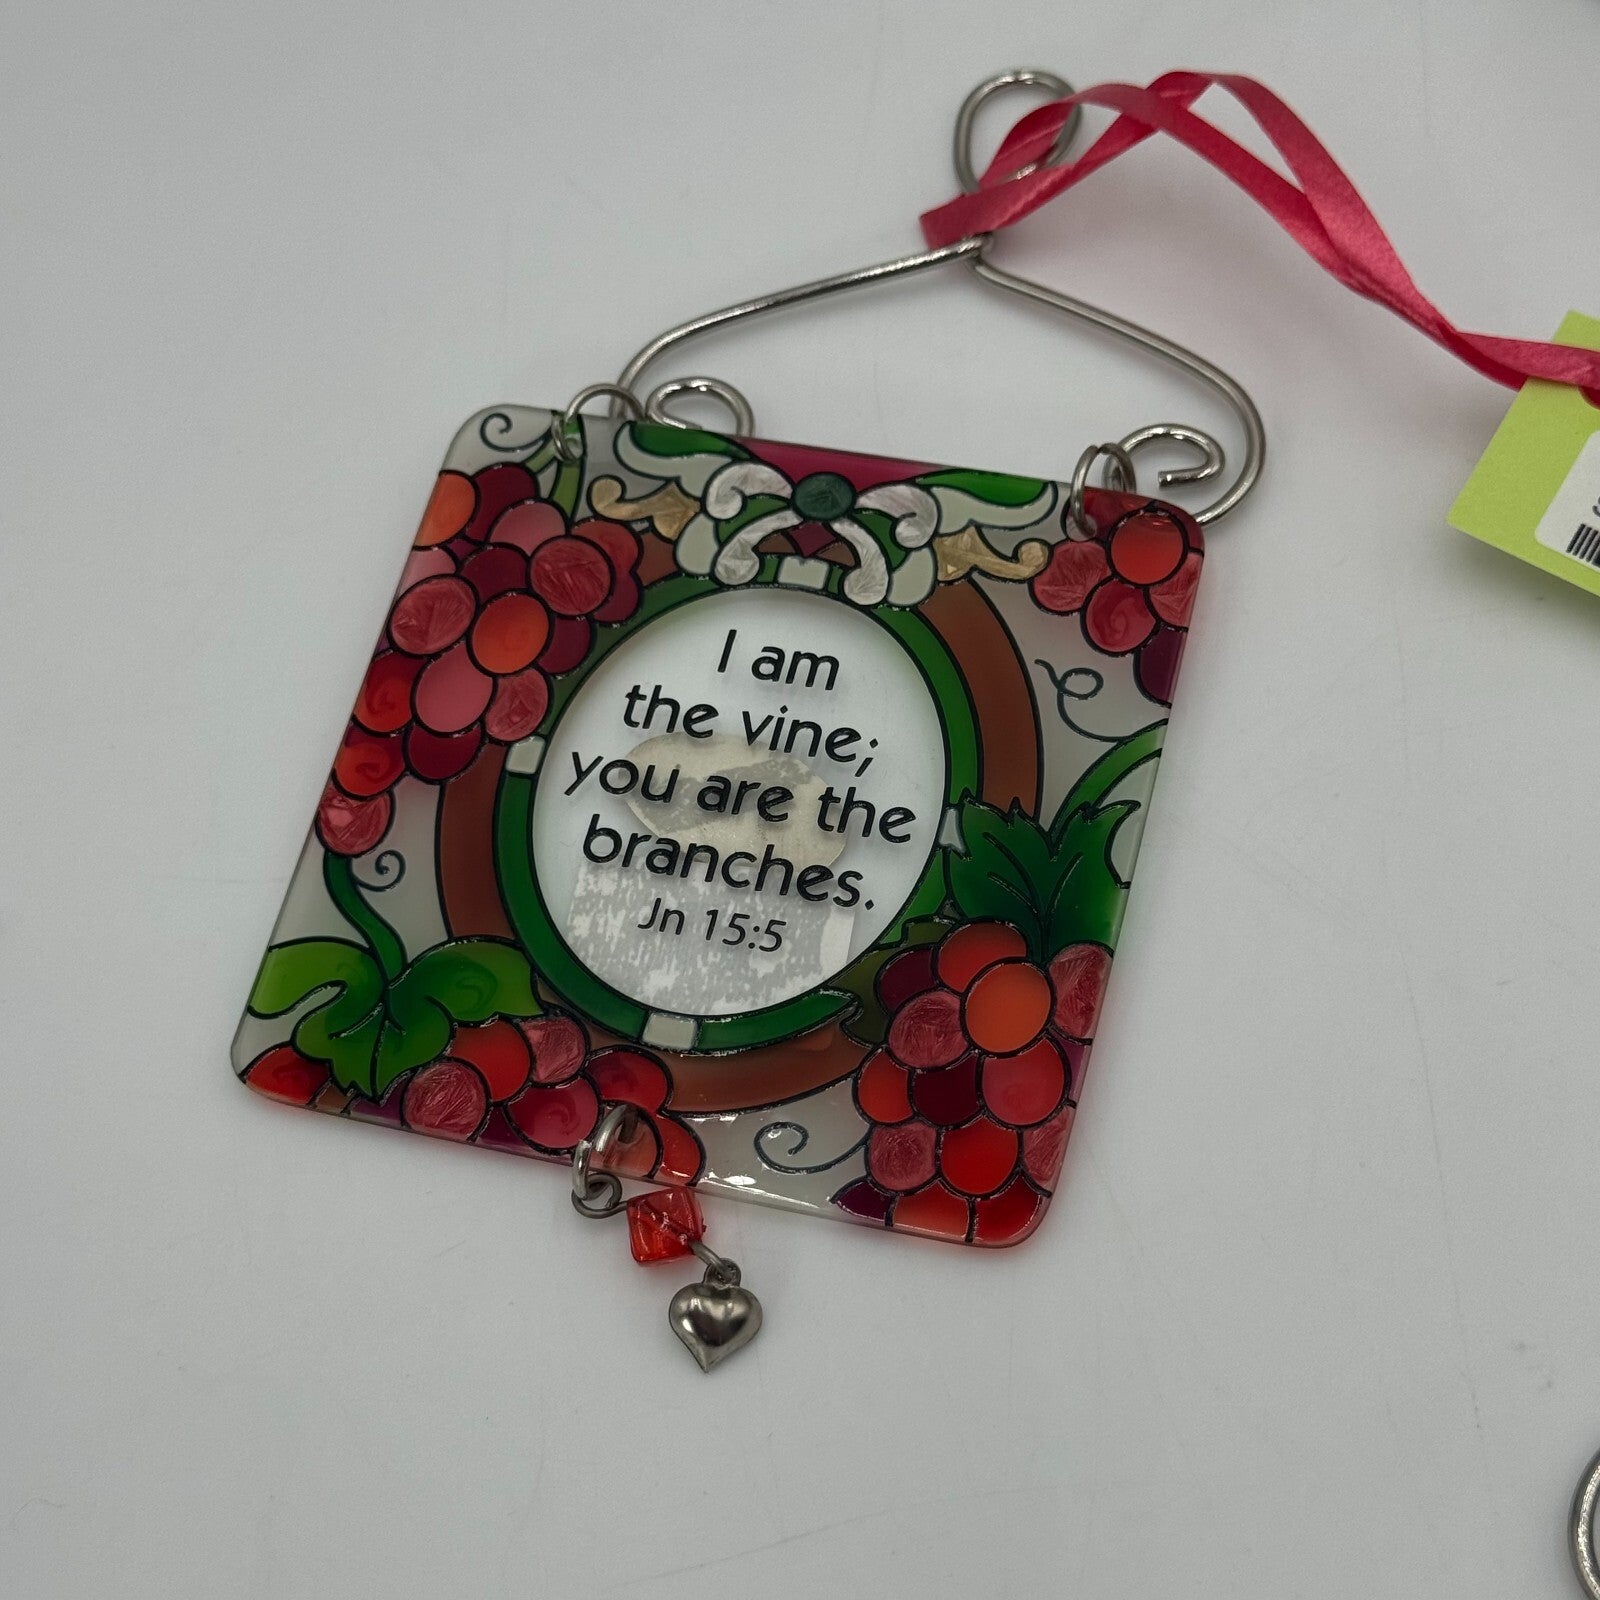 I am
the vine;
you are the
branches.
Jn 15:5